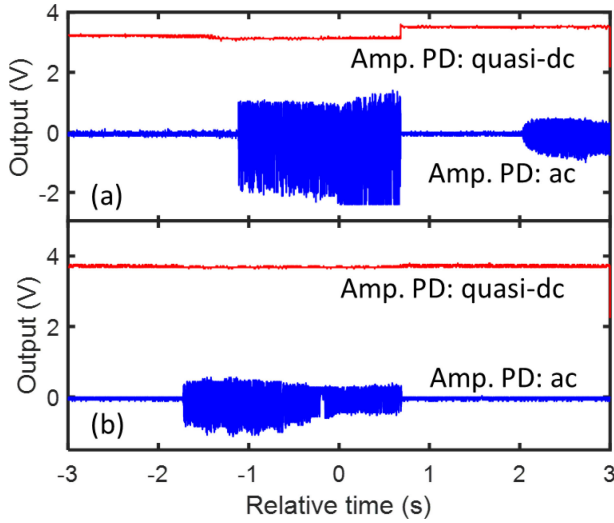 4
Amp. PD: quasi-dc
2
Output (V)
0
Amp. PD: ac
-2
(a)
6
4
Amp. PD: quasi-dc
Output (V)
2
Amp. PD: ac
0
(b)
-3 -2 -1 0 1 2 3
Relative time (s)